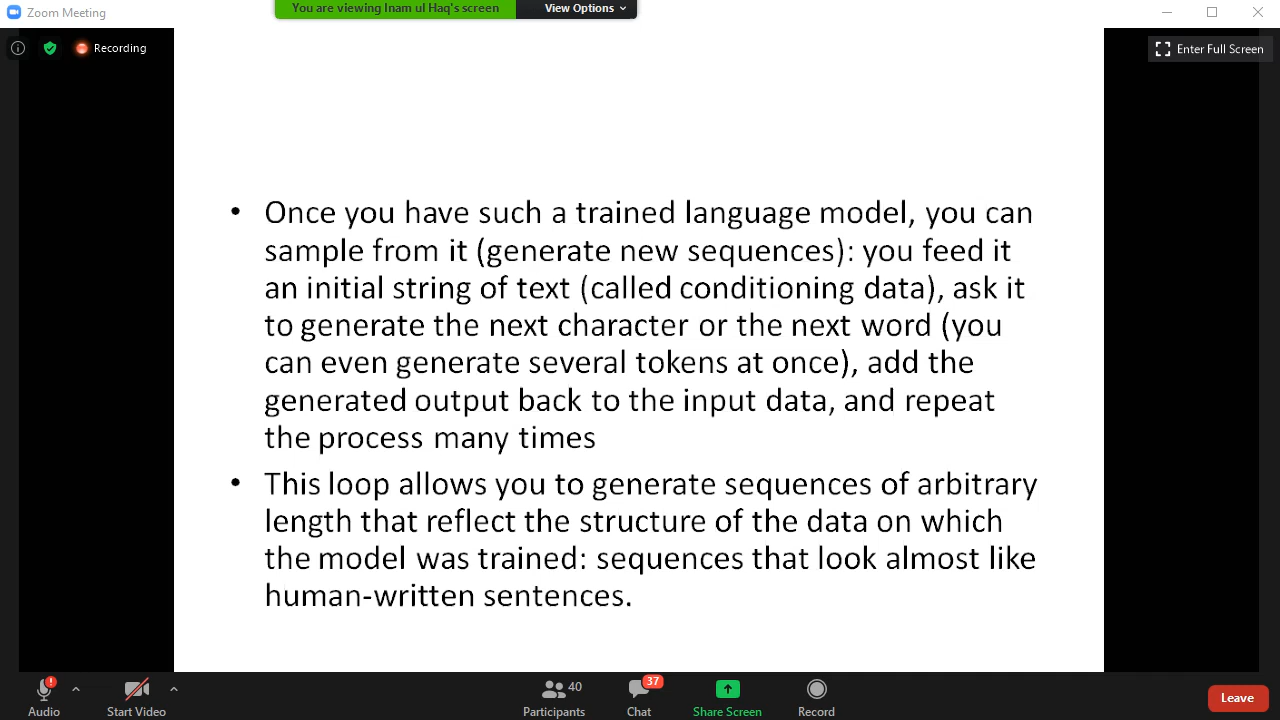 Zoom Meeting
You are viewing Inam ul Haq's screen
View Options
Recording
Enter Full Screen
• Once you have such a trained language model, you can
sample from it (generate new sequences): you feed it
an initial string of text (called conditioning data), ask it
to generate the next character or the next word (you
can even generate several tokens at once), add the
generated output back to the input data, and repeat
the process many times
• This loop allows you to generate sequences of arbitrary
length that reflect the structure of the data on which
the model was trained: sequences that look almost like
human-written sentences.
40
37
Audio
Start Video
Participants
Chat
Share Screen
Record
Leave